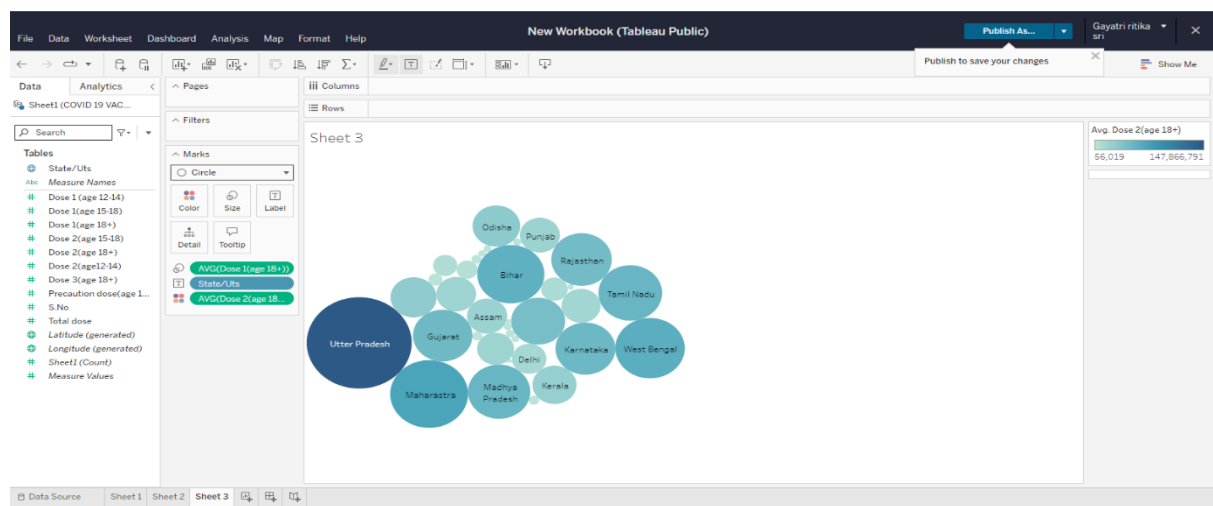 New Workbook (Tableau Public)
File Data Worksheet Dashboard Analysis Map Format Help
Publish As...
Gayatri ritika
sri
Publish to save your changes
Show Me
Data Analytics
Sheet1 (COVID 19 VAC...
Search
Tables
State/Uts
Abc Measure Names
# Dose 1 (age 12-14)
# Dose 1(age 15-18)
# Dose 1(age 18+)
# Dose 2(age 15-18)
# Dose 2(age 18+)
# Dose 2(age12-14)
# Dose 3(age 18+)
# Precaution dose(age 1...
# S.No
# Total dose
Latitude (generated)
Longitude (generated)
# Sheet1 (Count)
# Measure Values
Pages
Filters
Marks
Circle
Color Size Label
Detail Tooltip
AVG(Dose 1(age 18+))
State/Uts
AVG(Dose 2(age 18...
Columns
Rows
Sheet 3
Odisha
Punjab
Rajasthan
Bihar
Tamil Nadu
Assam
Utter Pradesh
Gujarat
Karnataka
West Bengal
Delhi
Maharastra
Madhya
Pradesh
Kerala
Avg. Dose 2(age 18+)
56,019 147,866,791
Data Source Sheet 1 Sheet 2 Sheet 3